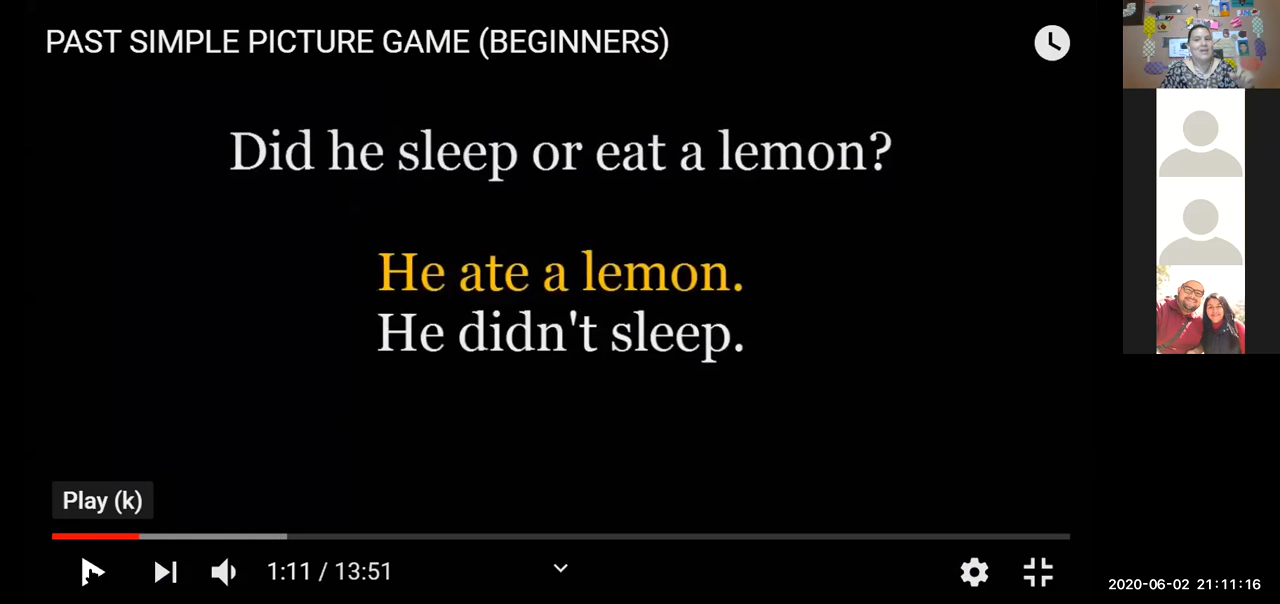 PAST SIMPLE PICTURE GAME (BEGINNERS)
Did he sleep or eat a lemon?
He ate a lemon.
He didn't sleep.
Play (k)
1:11 / 13:51
2020-06-02 21:11:16